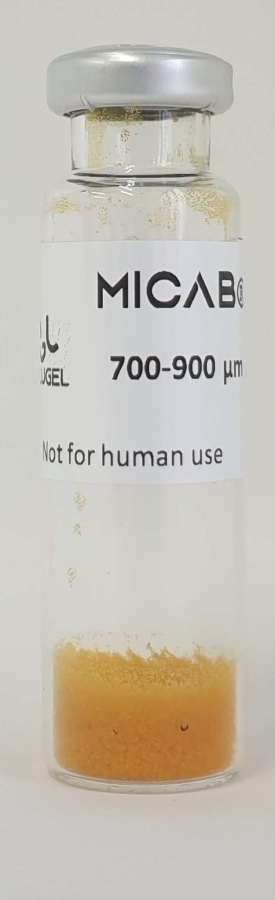 MICAB®
700-900 µm
UGEL
Not for human use